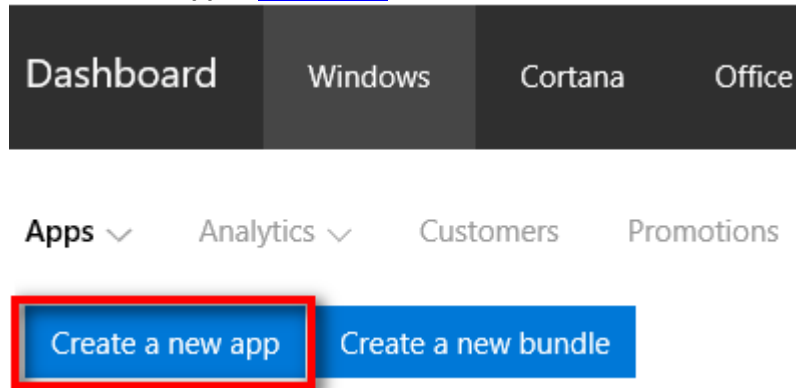 Dashboard Windows Cortana Office
Apps Analytics Customers Promotions
Create a new app Create a new bundle